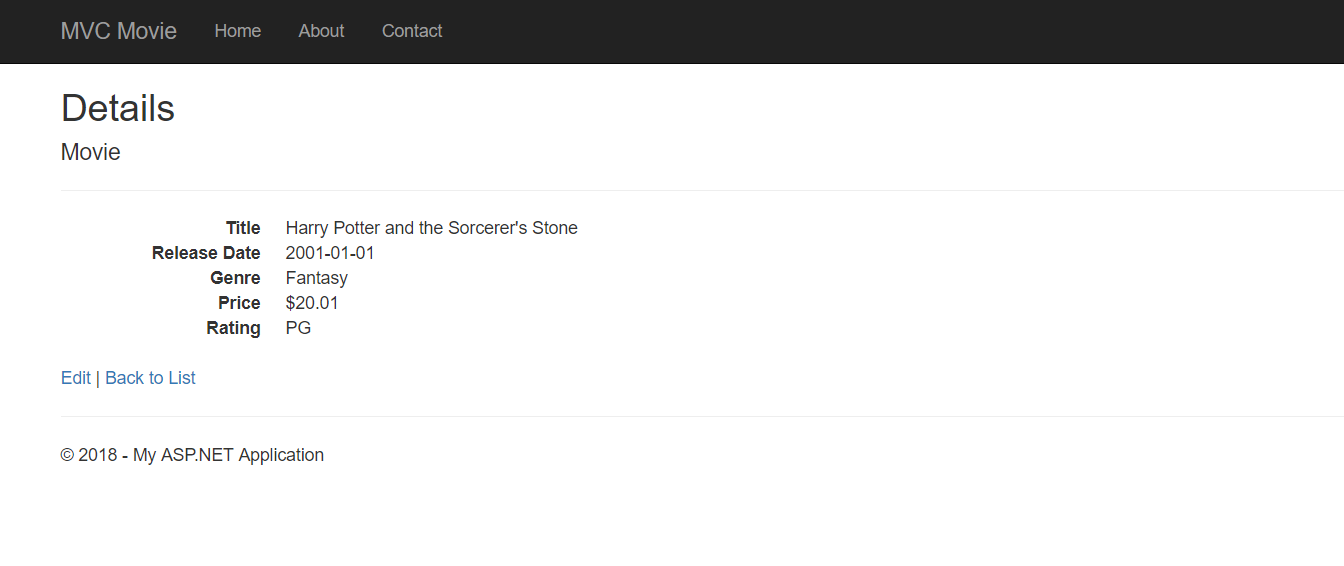 MVC Movie Home About Contact
Details
Movie
Title Harry Potter and the Sorcerer's Stone
Release Date 2001-01-01
Genre Fantasy
Price $20.01
Rating PG
Edit | Back to List
© 2018 - My ASP.NET Application